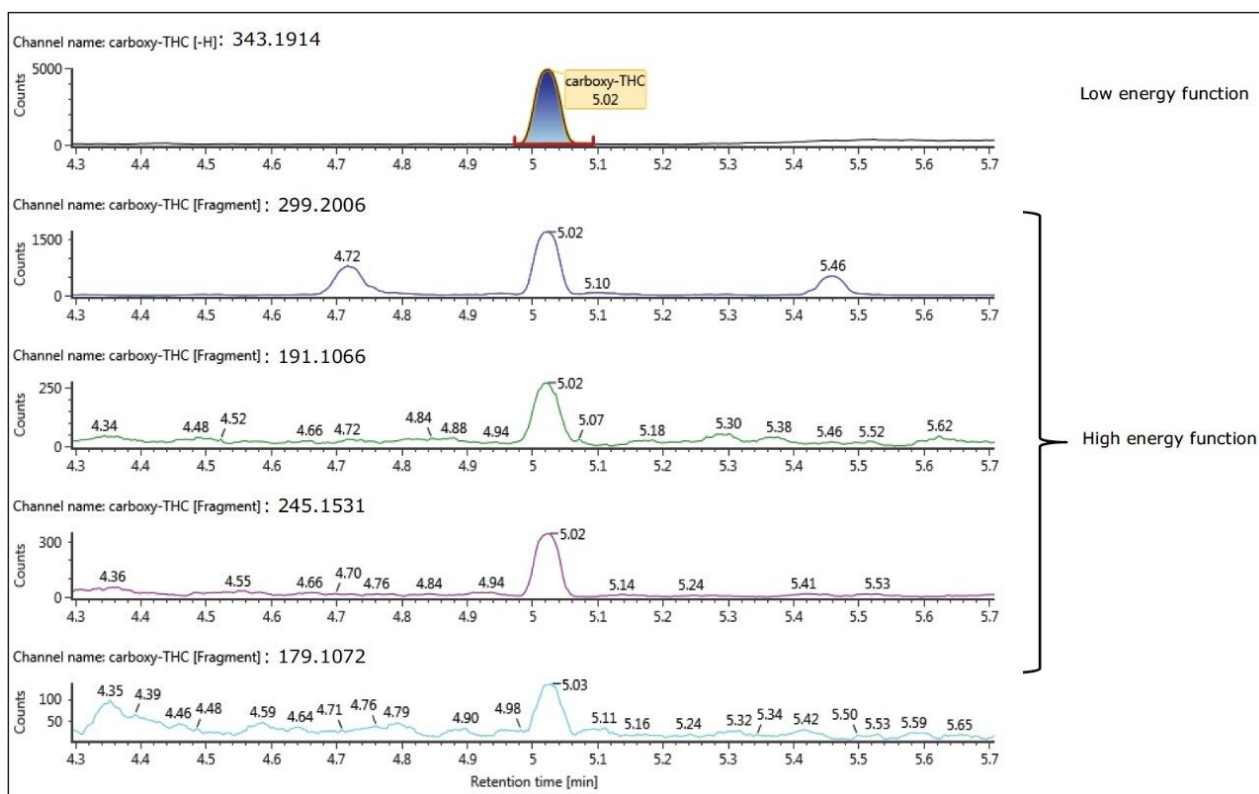 Channel name: carboxy-THC [-H]: 343.1914
5000
0
Counts
carboxy-THC
5.02
4.3 4.4 4.5 4.6 4.7 4.8 4.9 5 5.1 5.2 5.3 5.4 5.5 5.6 5.7
Low energy function
Channel name: carboxy-THC [Fragment] : 299.2006
1500
0
Counts
4.72 5.02 5.10 5.46
4.3 4.4 4.5 4.6 4.7 4.8 4.9 5 5.1 5.2 5.3 5.4 5.5 5.6 5.7
Channel name: carboxy-THC [Fragment] : 191.1066
250
0
Counts
4.34 4.48 4.52 4.66 4.72 4.84 4.88 4.94 5.02 5.07 5.18 5.30 5.38 5.46 5.52 5.62
4.3 4.4 4.5 4.6 4.7 4.8 4.9 5 5.1 5.2 5.3 5.4 5.5 5.6 5.7
High energy function
Channel name: carboxy-THC [Fragment] : 245.1531
300
0
Counts
4.36 4.55 4.66 4.70 4.76 4.84 4.94 5.02 5.14 5.24 5.41 5.53
4.3 4.4 4.5 4.6 4.7 4.8 4.9 5 5.1 5.2 5.3 5.4 5.5 5.6 5.7
Channel name: carboxy-THC [Fragment] : 179.1072
100
50
Counts
4.35 4.39 4.46 4.48 4.59 4.64 4.71 4.76 4.79 4.90 4.98 5.03 5.11 5.16 5.24 5.32 5.34 5.42 5.50 5.53 5.59 5.65
4.3 4.4 4.5 4.6 4.7 4.8 4.9 5 5.1 5.2 5.3 5.4 5.5 5.6 5.7
Retention time [min]